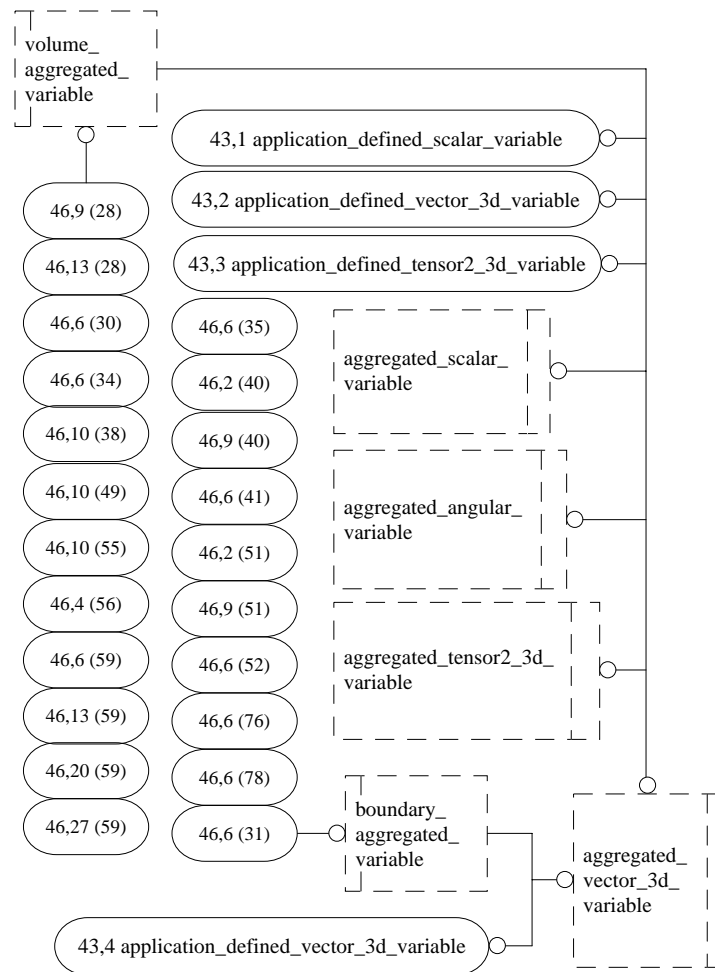 volume_
aggregated_
variable
43,1 application_defined_scalar_variable
43,2 application_defined_vector_3d_variable
43,3 application_defined_tensor2_3d_variable
46,9 (28)
46,13 (28)
46,6 (30)
46,6 (34)
46,10 (38)
46,10 (49)
46,10 (55)
46,4 (56)
46,6 (59)
46,13 (59)
46,20 (59)
46,27 (59)
46,6 (35)
46,2 (40)
46,9 (40)
46,6 (41)
46,2 (51)
46,9 (51)
46,6 (52)
46,6 (76)
46,6 (78)
46,6 (31)
aggregated_scalar_
variable
aggregated_angular_
variable
aggregated_tensor2_3d_
variable
boundary_
aggregated_
variable
aggregated_
vector_3d_
variable
43,4 application_defined_vector_3d_variable